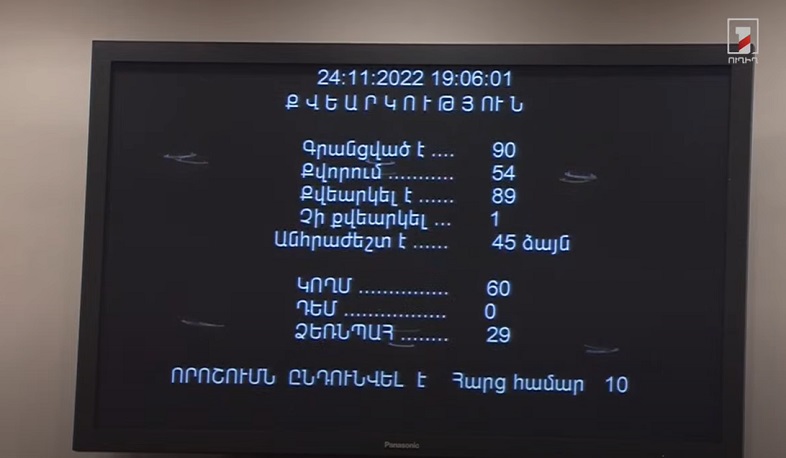 ՈւՂԻՂ
24:11:2022 19:06:01
ՔՎԵԱՐԿՈՒԹՅՈՒՆ
Գրանցված է .... 90
Քվորում ........... 54
Քվեարկել է ...... 89
Չի քվեարկել ... 1
Անհրաժեշտ է ...... 45 ձայն
ԿՈՂՄ ............... 60
ԴԵՄ ................. 0
ՁԵՌՆՊԱՀ ........ 29
ՈՐՈՇՈՒՄՆ ԸՆԴՈՒՆՎԵԼ է Հարց համար 10
Panasonic